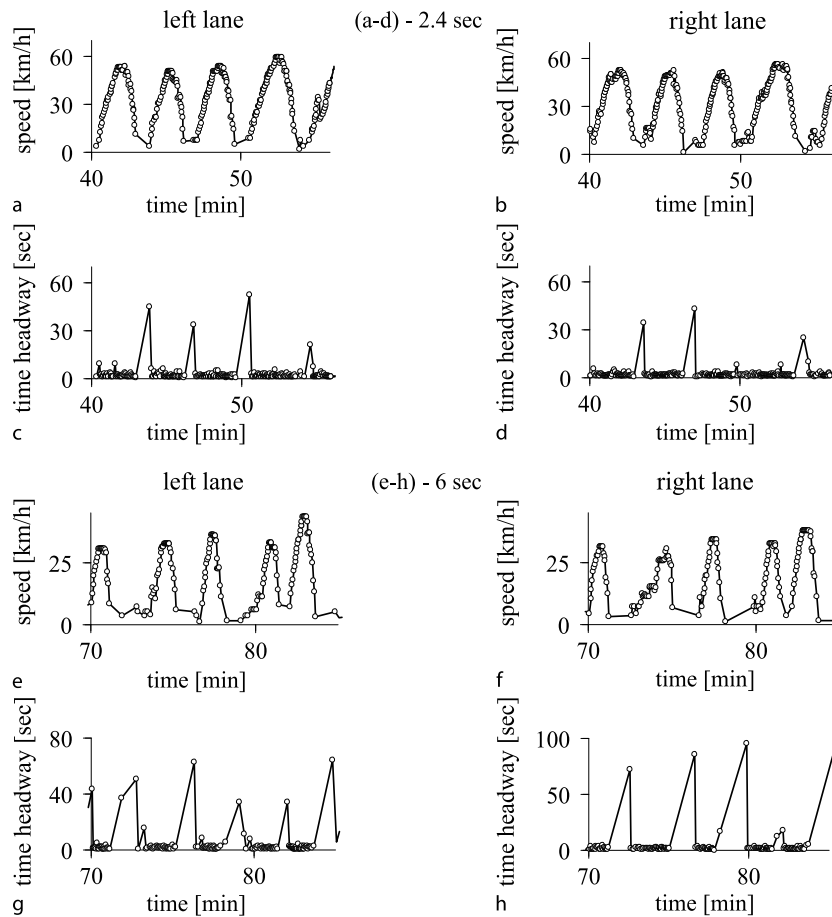 left lane (a-d) - 2.4 sec right lane
speed [km/h]
60
30
0
40 50
time [min]
a
speed [km/h]
60
30
0
40 50
time [min]
b
time headway [sec]
60
30
0
40 50
time [min]
c
time headway [sec]
60
30
0
40 50
time [min]
d
left lane (e-h) - 6 sec right lane
speed [km/h]
25
0
70 80
time [min]
e
speed [km/h]
25
0
70 80
time [min]
f
time headway [sec]
80
40
0
70 80
time [min]
g
time headway [sec]
100
50
0
70 80
time [min]
h